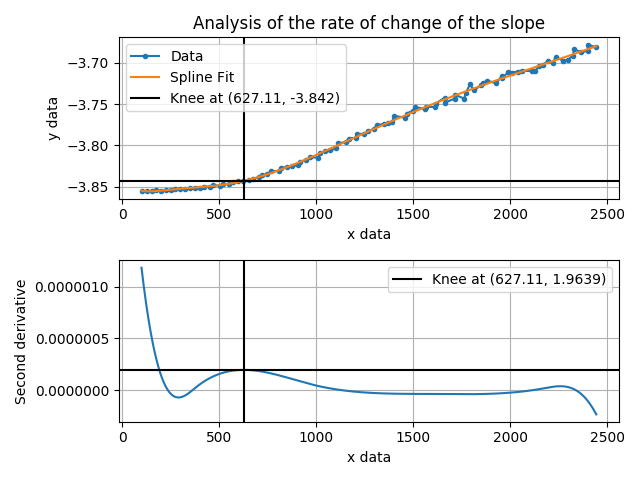 Analysis of the rate of change of the slope
y data
−3.70
−3.75
−3.80
−3.85
Data
Spline Fit
Knee at (627.11, -3.842)
0 500 1000 1500 2000 2500
x data
Second derivative
0.0000010
0.0000005
0.0000000
Knee at (627.11, 1.9639)
0 500 1000 1500 2000 2500
x data